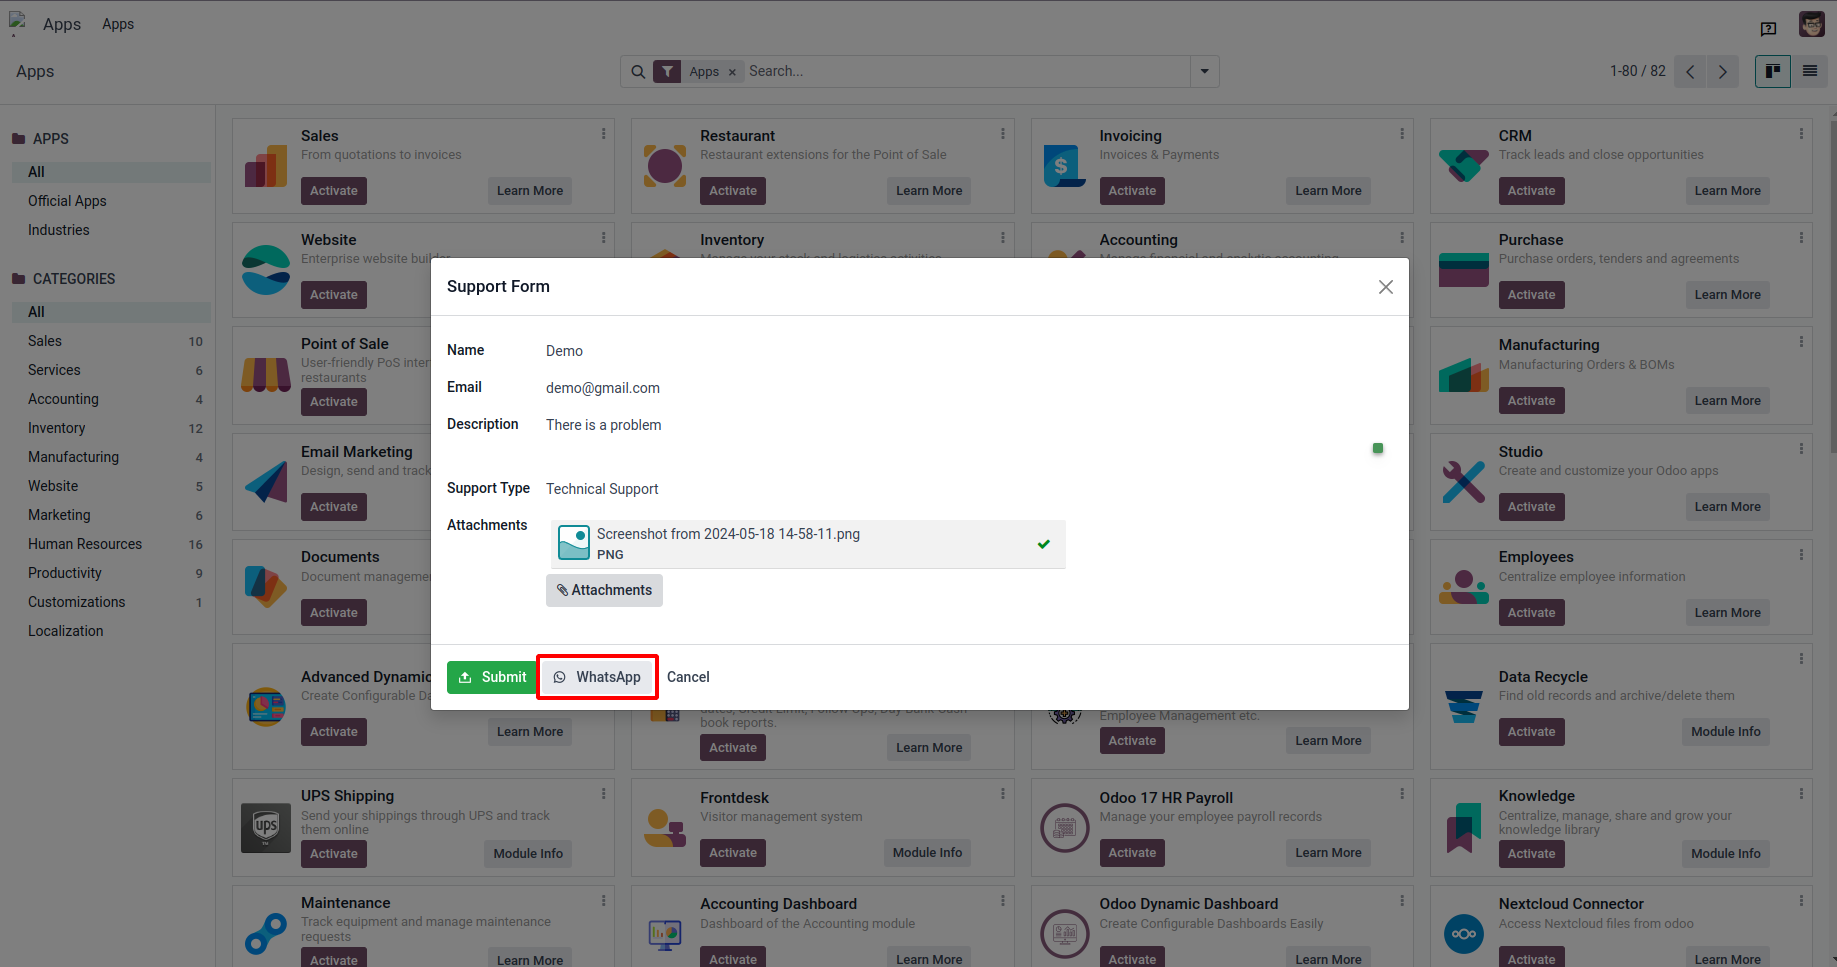 Apps Apps
Apps
Apps × Search...
1-80 / 82
APPS
All
Official Apps
Industries
CATEGORIES
All
Sales 10
Services 6
Accounting 4
Inventory 12
Manufacturing 4
Website 5
Marketing 6
Human Resources 16
Productivity 9
Customizations 1
Localization
Sales
From quotations to invoices
Activate Learn More
Restaurant
Restaurant extensions for the Point of Sale
Activate Learn More
Invoicing
Invoices & Payments
Activate Learn More
CRM
Track leads and close opportunities
Activate Learn More
Website
Enterprise website builder
Activate
Inventory
Manage your stock and logistics activities
Accounting
Manage financial and analytic accounting
Purchase
Purchase orders, tenders and agreements
Activate Learn More
Point of Sale
User-friendly PoS inter
restaurants
Activate
Manufacturing
Manufacturing Orders & BOMs
Activate Learn More
Email Marketing
Design, send and track
Activate
Studio
Create and customize your Odoo apps
Activate Learn More
Documents
Document manageme
Activate
Employees
Centralize employee information
Activate Learn More
Support Form
Name Demo
Email demo@gmail.com
Description There is a problem
Support Type Technical Support
Attachments
Screenshot from 2024-05-18 14-58-11.png
PNG
Attachments
Submit WhatsApp Cancel
Advanced Dynamic
Create Configurable Da
Activate Learn More
book reports.
Activate Learn More
Employee Management etc.
Activate Learn More
Data Recycle
Find old records and archive/delete them
Activate Module Info
UPS Shipping
Send your shippings through UPS and track
them online
Activate Module Info
ups
Frontdesk
Visitor management system
Activate Module Info
Odoo 17 HR Payroll
Manage your employee payroll records
Activate Learn More
Knowledge
Centralize, manage, share and grow your
knowledge library
Activate Module Info
Maintenance
Track equipment and manage maintenance
requests
Activate Learn More
Accounting Dashboard
Dashboard of the Accounting module
Activate Learn More
Odoo Dynamic Dashboard
Create Configurable Dashboards Easily
Activate Learn More
Nextcloud Connector
Access Nextcloud files from odoo
Activate Learn More